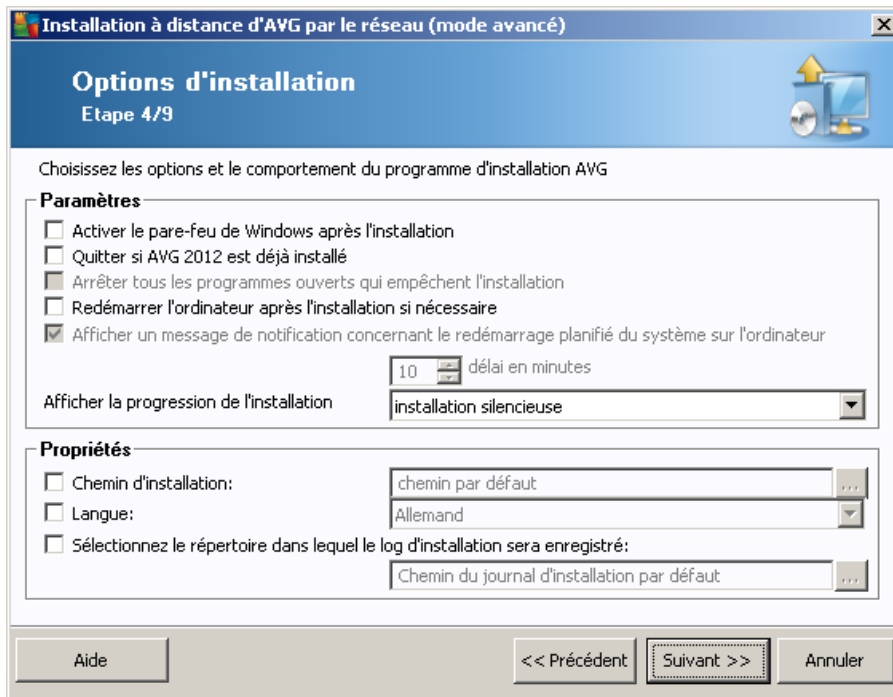 Installation à distance d'AVG par le réseau (mode avancé)
Options d'installation
Etape 4/9
Choisissez les options et le comportement du programme d'installation AVG
Paramètres
Activer le pare-feu de Windows après l'installation
Quitter si AVG 2012 est déjà installé
Arrêter tous les programmes ouverts qui empêchent l'installation
Redémarrer l'ordinateur après l'installation si nécessaire
Afficher un message de notification concernant le redémarrage planifié du système sur l'ordinateur
10 délai en minutes
Afficher la progression de l'installation installation silencieuse
Propriétés
Chemin d'installation: chemin par défaut ...
Langue: Allemand
Sélectionnez le répertoire dans lequel le log d'installation sera enregistré:
Chemin du journal d'installation par défaut ...
Aide << Précédent Suivant >> Annuler